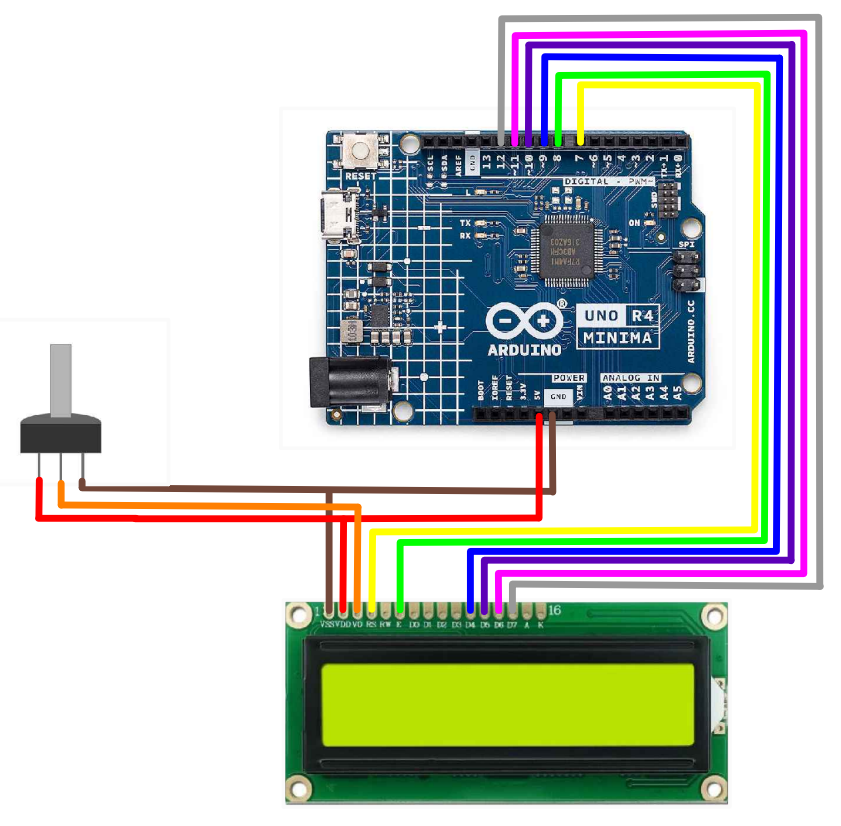 SCL
SDA
AREF
GND
13
12
~11
~10
~9
8
7
~6
~5
4
~3
2
TX→1
RX←0
RESET
DIGITAL - PWM~
L
TX
RX
ON
SWD
SPI
®
UNO R4
MINIMA
ARDUINO
ARDUINO.CC
BOOT
IOREF
RESET
3.3V
5V
GND
VIN
POWER
ANALOG IN
A0
A1
A2
A3
A4
A5
1
16
VSS VDD VO RS RW E D0 D1 D2 D3 D4 D5 D6 D7 A K